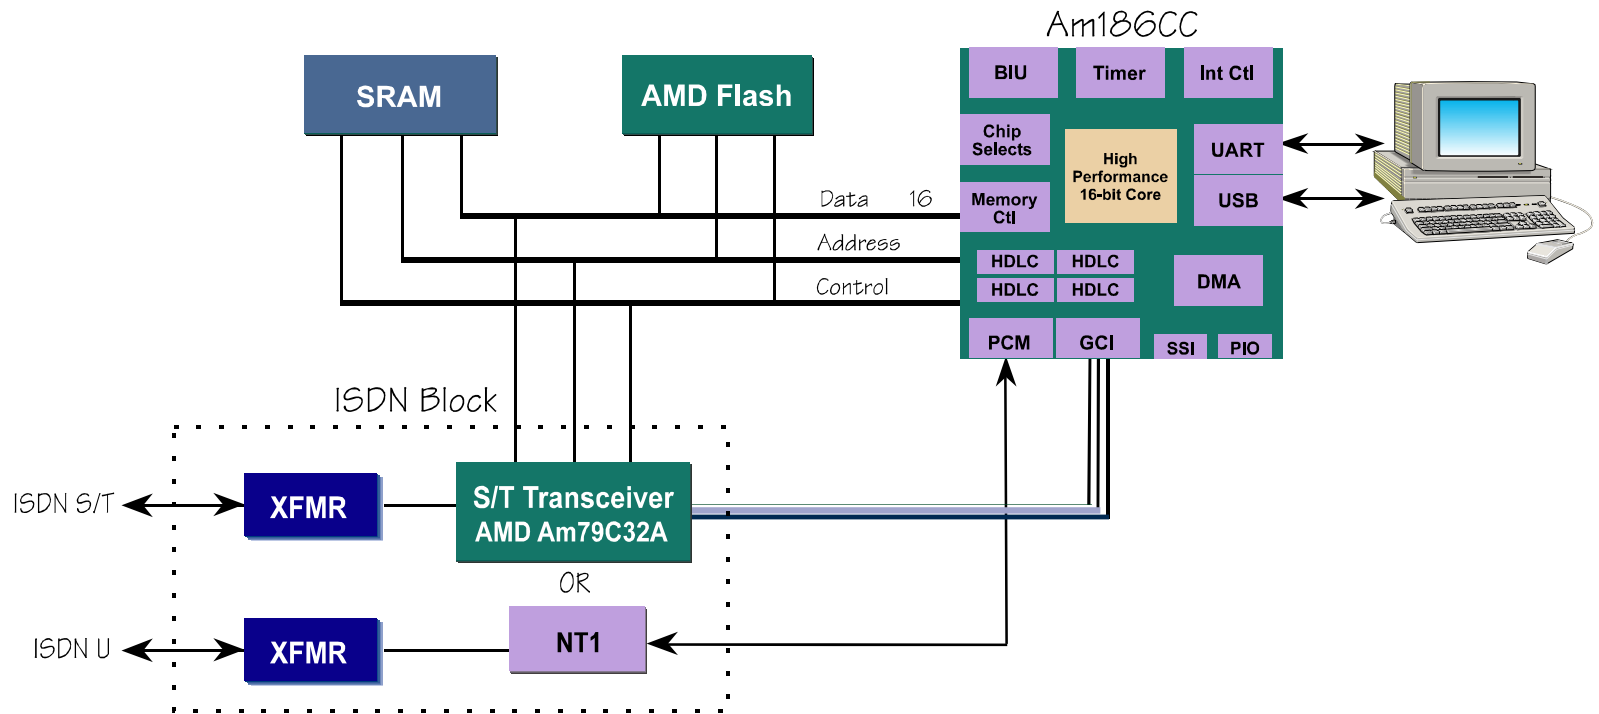 Am186CC
SRAM
AMD Flash
BIU
Timer
Int Ctl
Chip
Selects
High
Performance
16-bit Core
UART
Memory
Ctl
USB
Data 16
Address
Control
HDLC
HDLC
HDLC
HDLC
DMA
PCM
GCI
SSI
PIO
ISDN Block
ISDN S/T
XFMR
S/T Transceiver
AMD Am79C32A
OR
ISDN U
XFMR
NT1